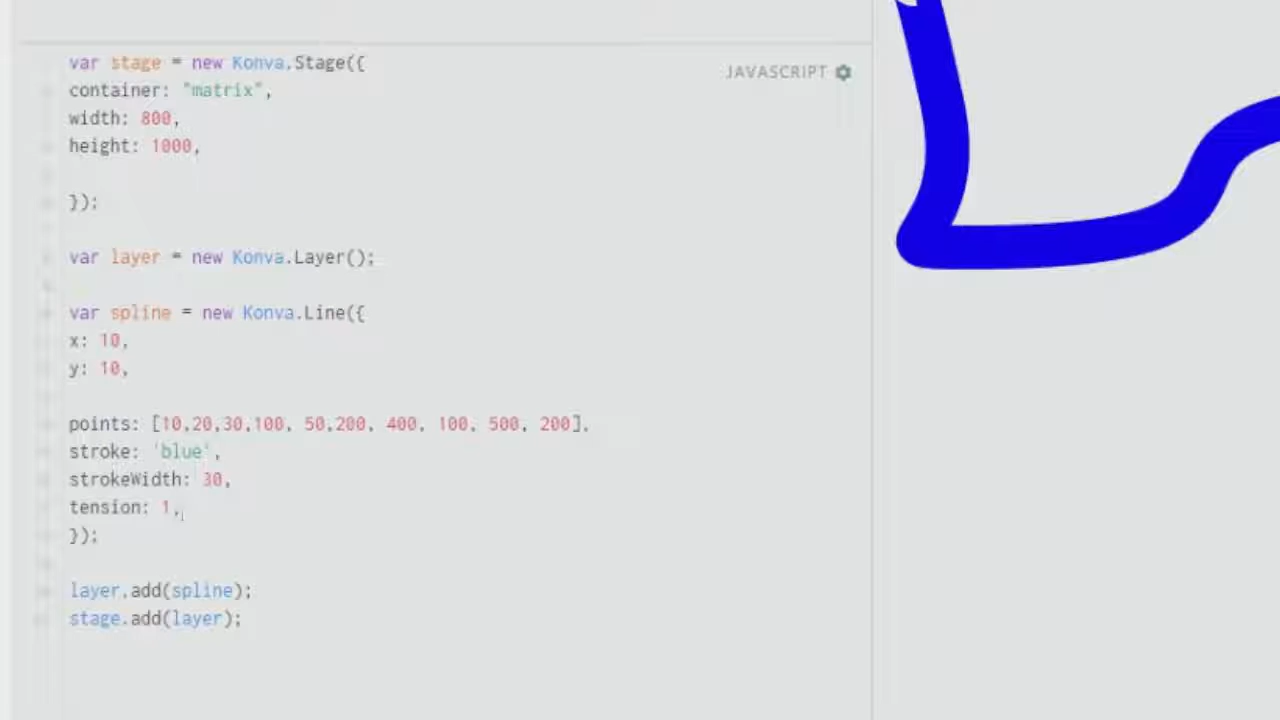 var stage = new Konva.Stage({
JAVASCRIPT
container: "matrix",
width: 800,
height: 1000,
});
var layer = new Konva.Layer();
var spline = new Konva.Line({
x: 10,
y: 10,
points: [10,20,30,100, 50,200, 400, 100, 500, 200],
stroke: 'blue',
strokeWidth: 30,
tension: 1,
});
layer.add(spline);
stage.add(layer);